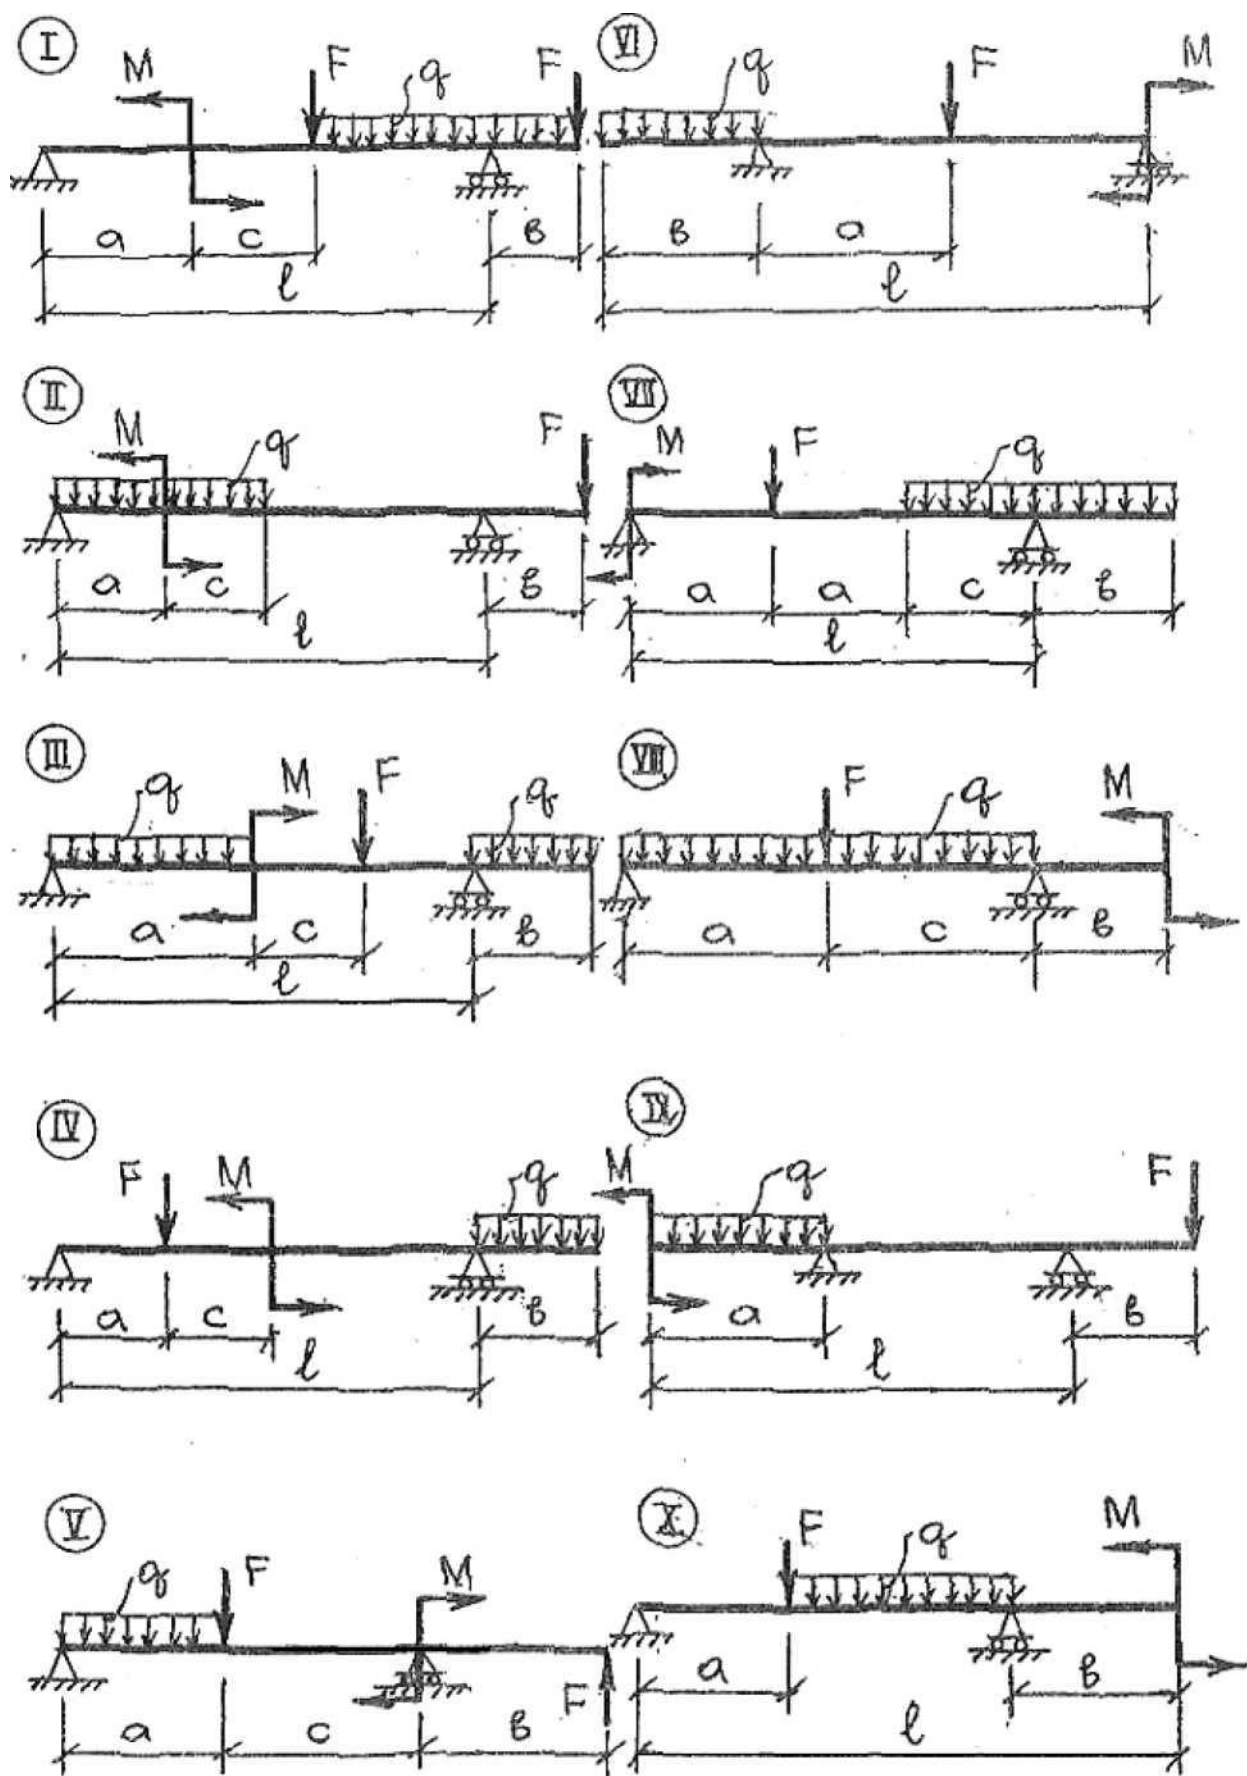 I
M F q F
a c в
l
VI
q F M
в a
l
II
M q F
a c в
l
VII
M F q
a a c в
l
III
q M F q
a c в
l
VIII
F q M
a c в
IV
F M q
a c в
l
IX
M q F
a в
l
V
q F M
F
a c в
X
F q M
a в
l